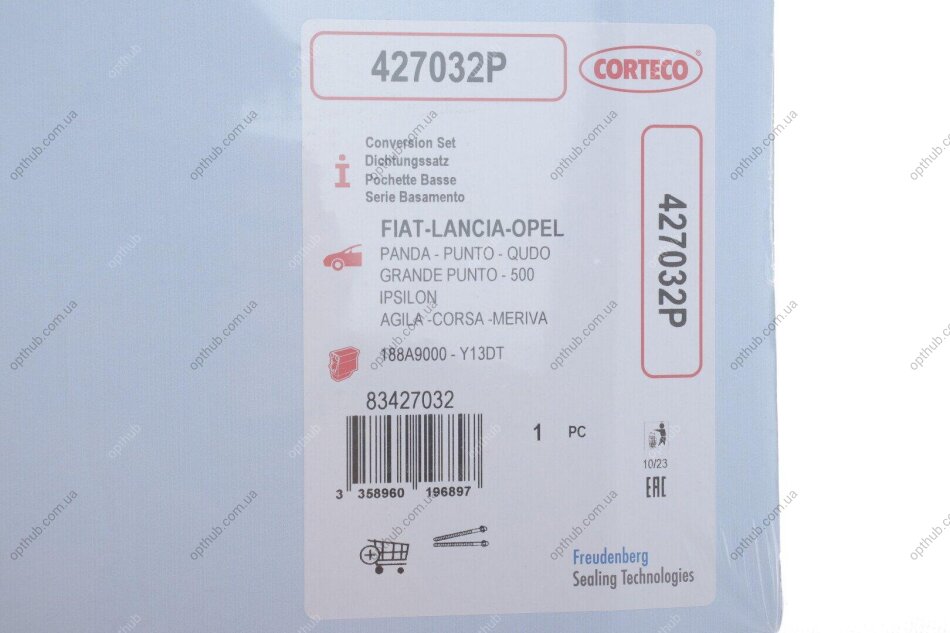 427032P
CORTECO®
Conversion Set
Dichtungssatz
Pochette Basse
Serie Basamento
FIAT-LANCIA-OPEL
PANDA - PUNTO - QUDO
GRANDE PUNTO - 500
IPSILON
AGILA -CORSA -MERIVA
188A9000 - Y13DT
427032P
83427032
1 PC
3 358960 196897
10/23
EAC
Freudenberg
Sealing Technologies
opthub.com.ua